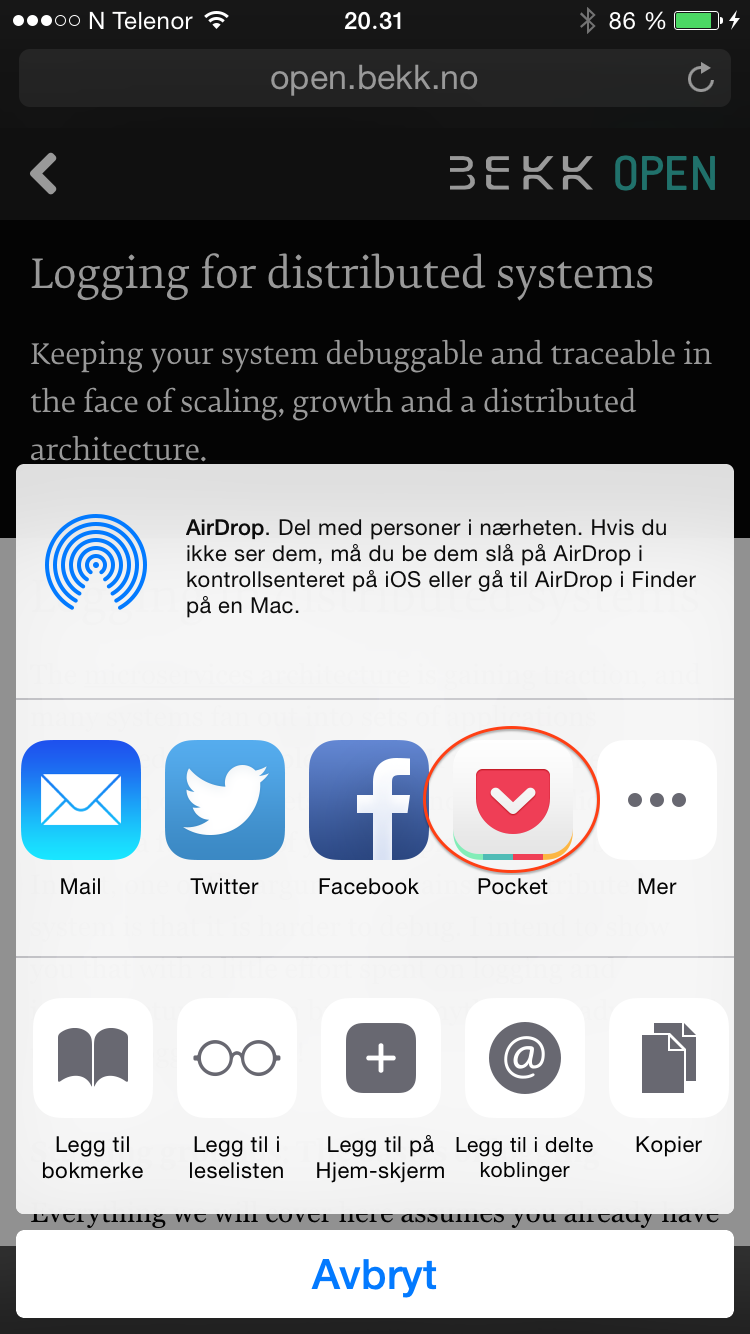 N Telenor 20.31 86 %
open.bekk.no
BEKK OPEN
Logging for distributed systems
Keeping your system debuggable and traceable in
the face of scaling, growth and a distributed
architecture.
AirDrop. Del med personer i nærheten. Hvis du
ikke ser dem, må du be dem slå på AirDrop i
kontrollsenteret på iOS eller gå til AirDrop i Finder
på en Mac.
Mail Twitter Facebook Pocket Mer
Legg til Legg til i Legg til på Legg til i delte Kopier
bokmerke leselisten Hjem-skjerm koblinger
Everything we will cover here assumes you already have
Avbryt